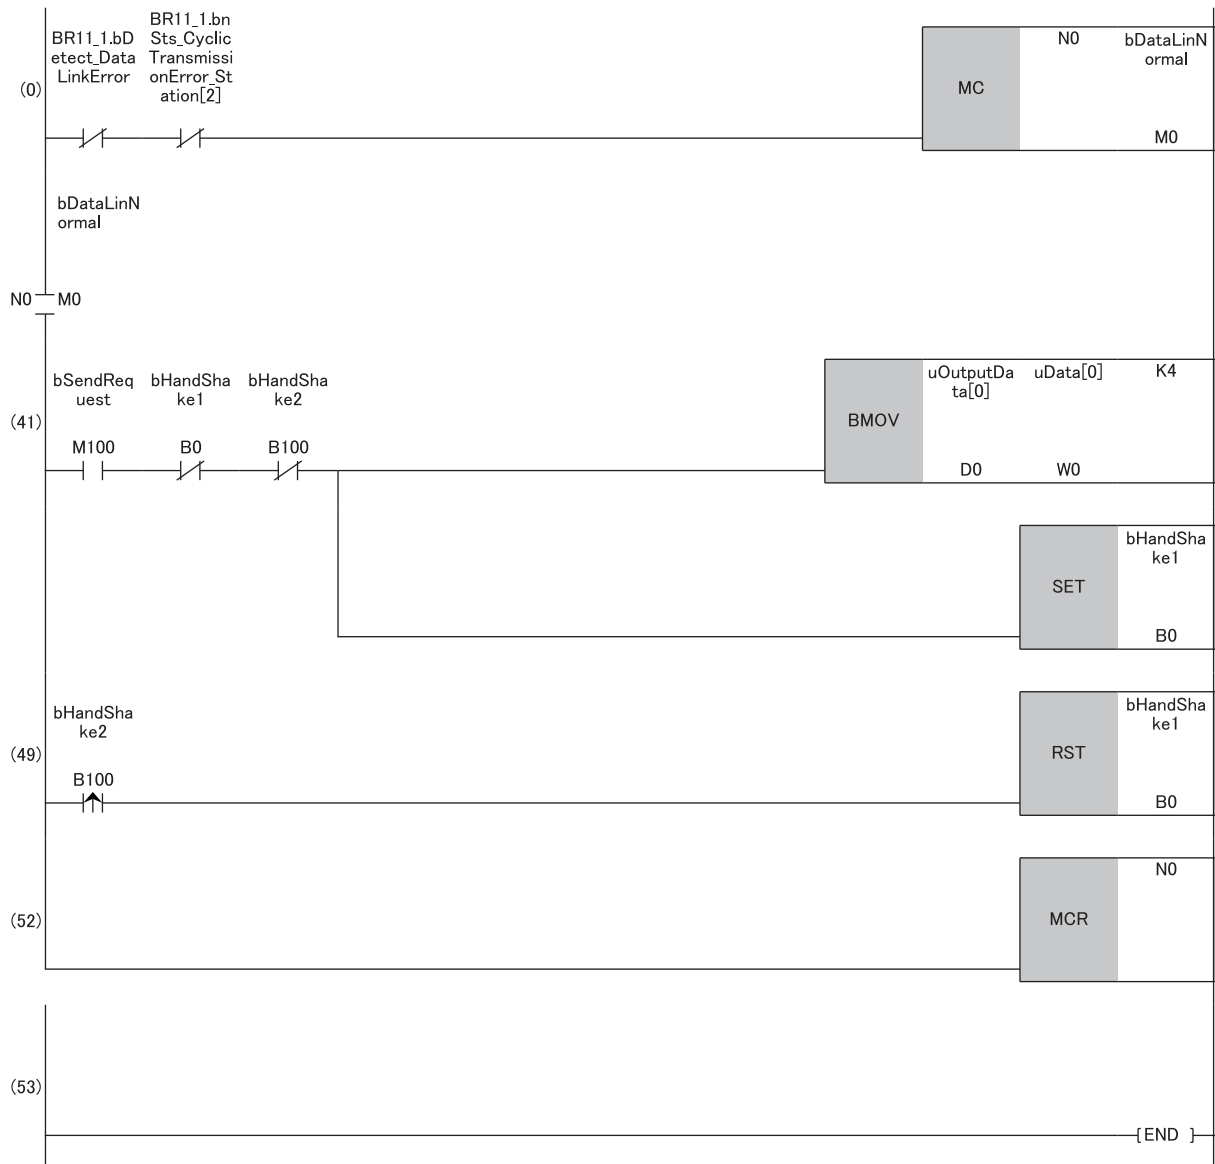 BR11_1.bD
etect_Data
LinkError
BR11_1.bn
Sts_Cyclic
Transmissi
onError_St
ation[2]
(0)
MC
N0
bDataLinN
ormal
M0
bDataLinN
ormal
N0 M0
(41)
bSendReq
uest
M100
bHandSha
ke1
B0
bHandSha
ke2
B100
BMOV
uOutputDa
ta[0]
D0
uData[0]
W0
K4
SET
bHandSha
ke1
B0
(49)
bHandSha
ke2
B100
RST
bHandSha
ke1
B0
(52)
MCR
N0
(53)
[END ]